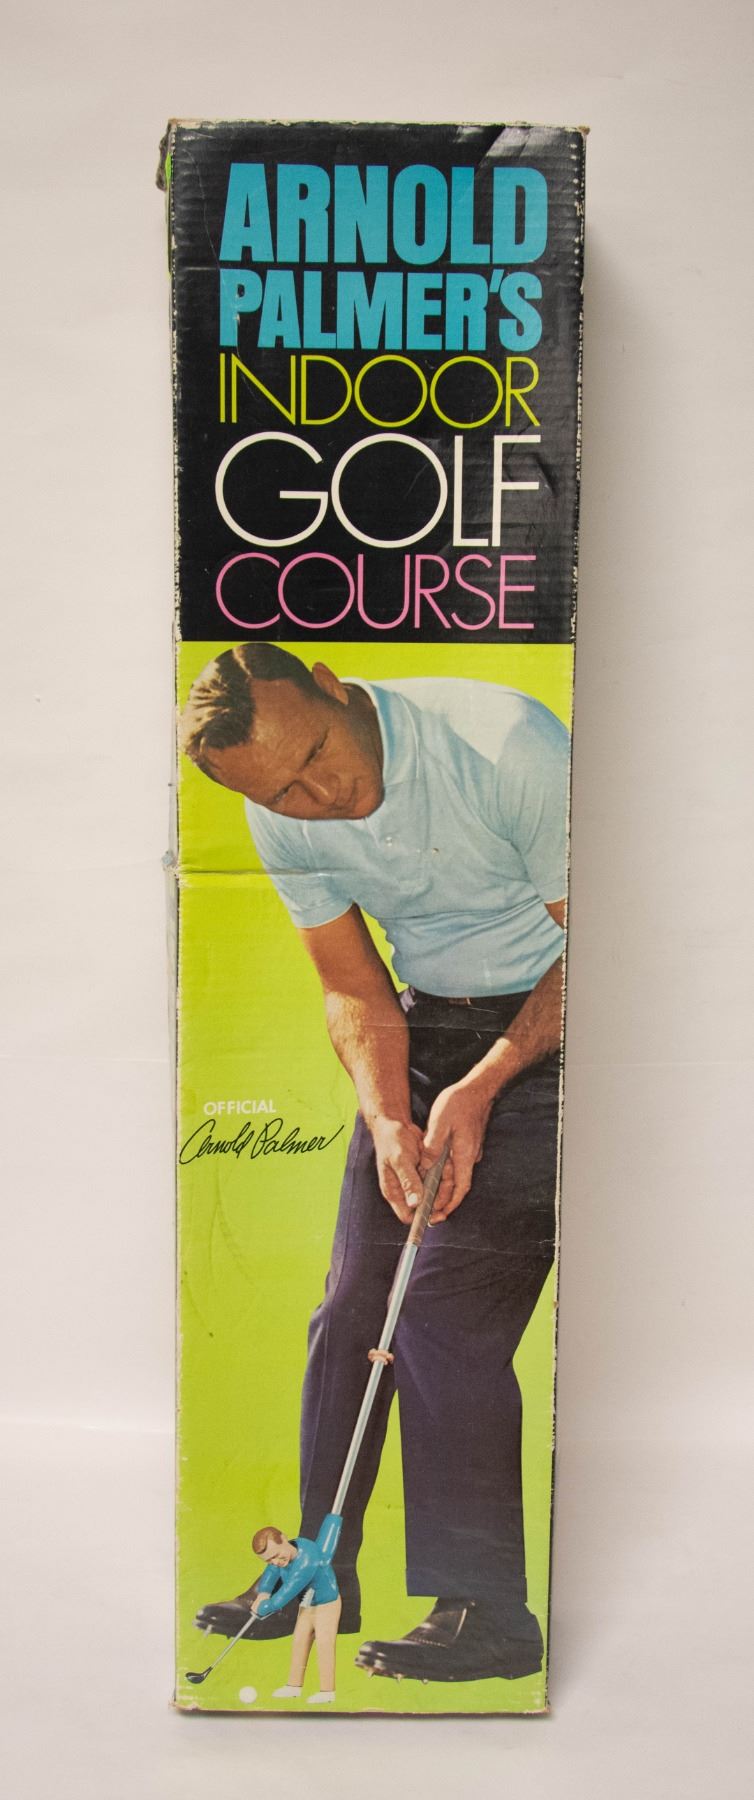 ARNOLD
PALMER'S
INDOOR
GOLF
COURSE
OFFICIAL
Arnold Palmer